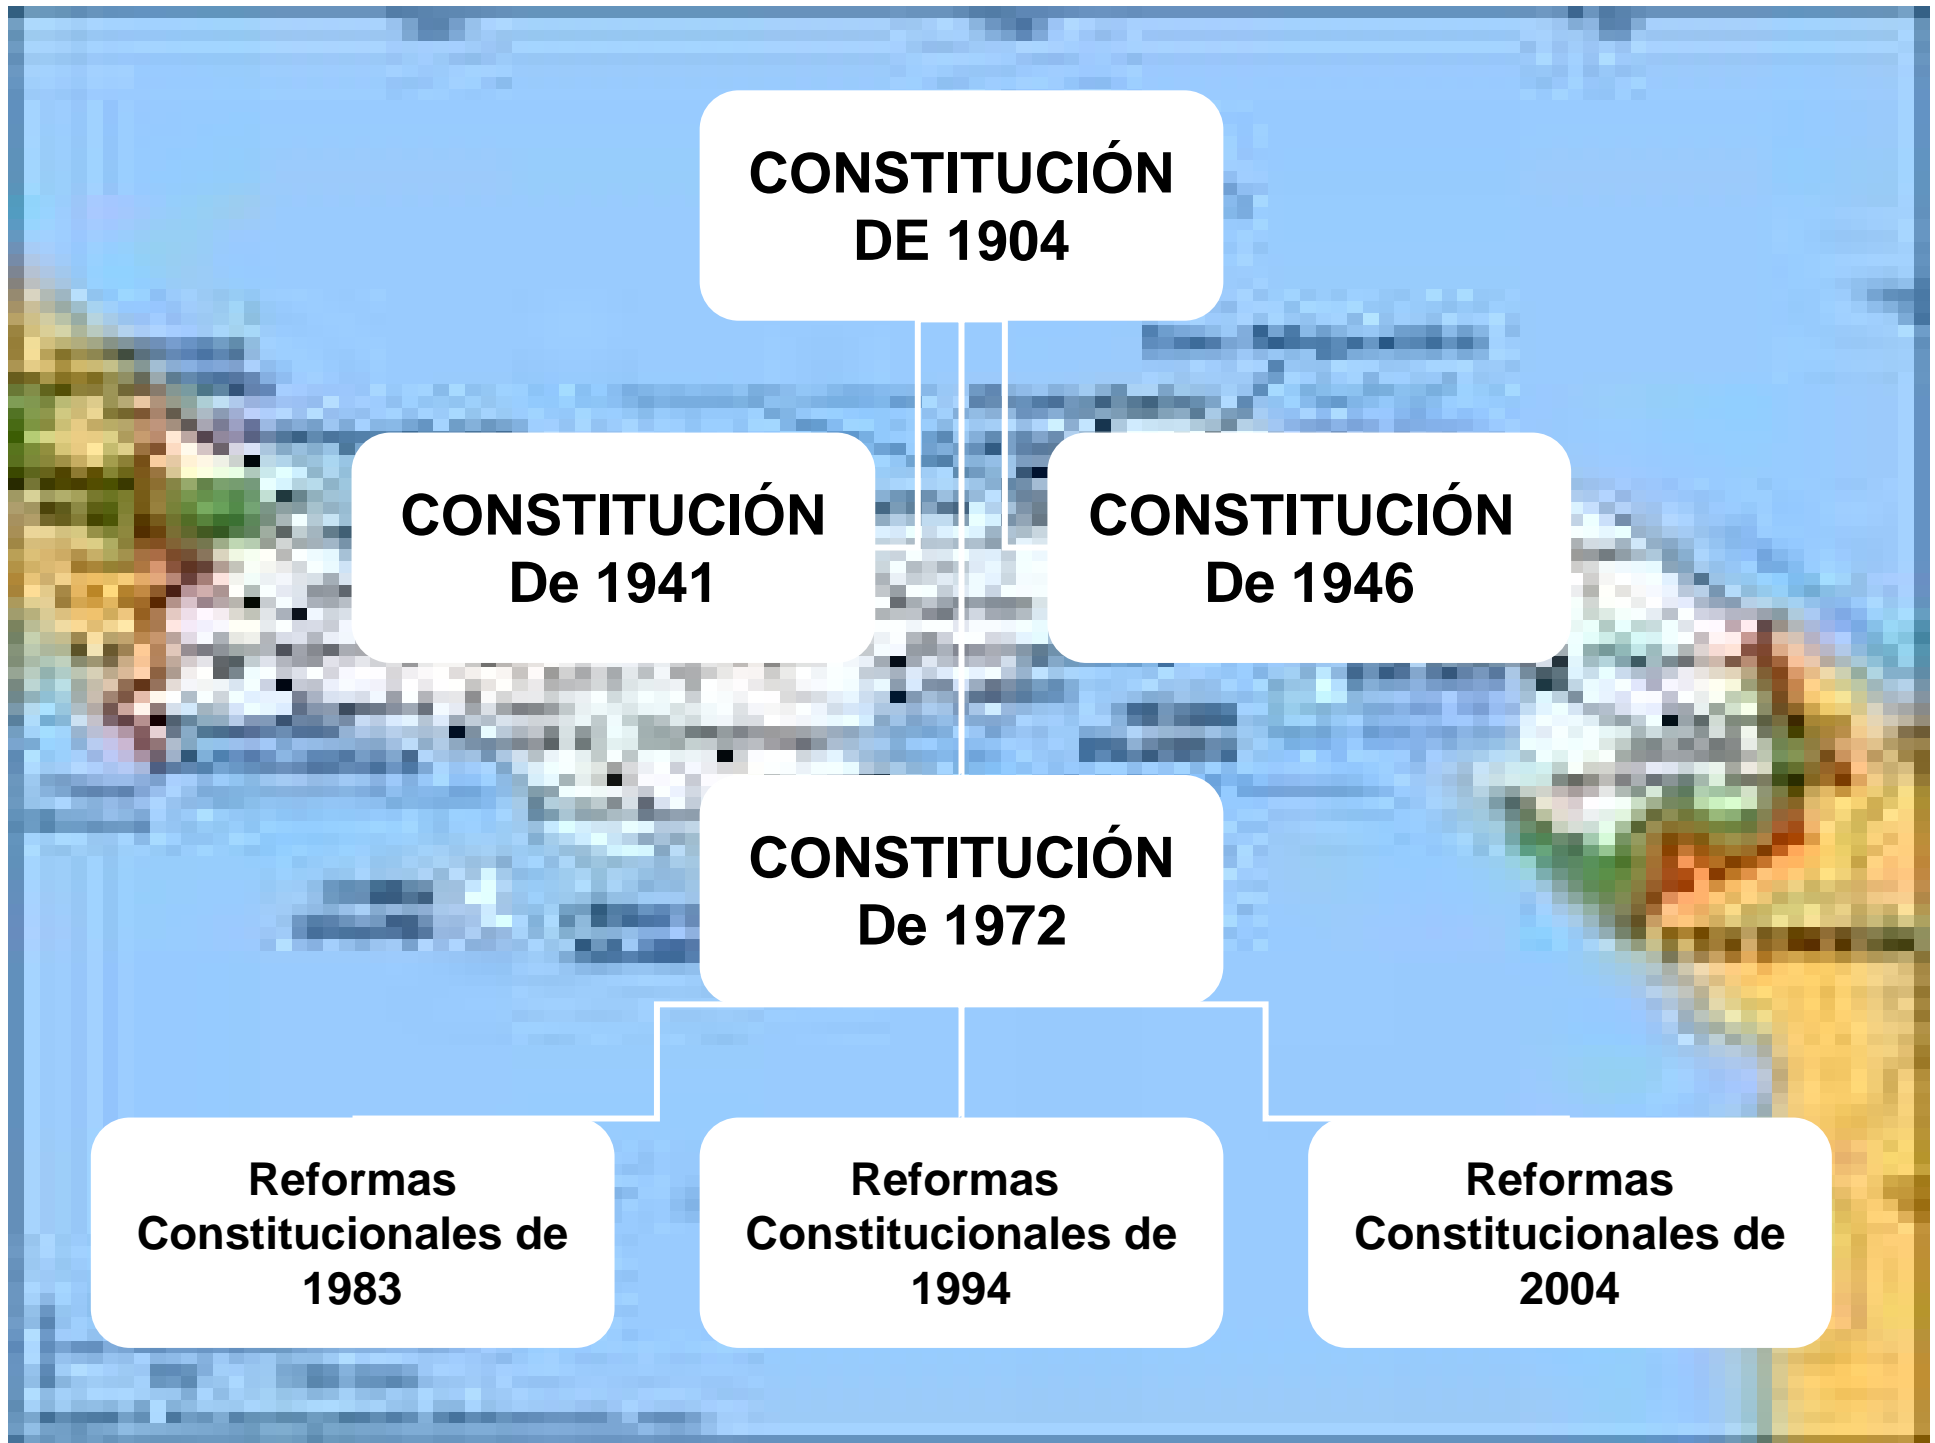 CONSTITUCIÓN
DE 1904
CONSTITUCIÓN
De 1941
CONSTITUCIÓN
De 1946
CONSTITUCIÓN
De 1972
Reformas
Constitucionales de
1983
Reformas
Constitucionales de
1994
Reformas
Constitucionales de
2004